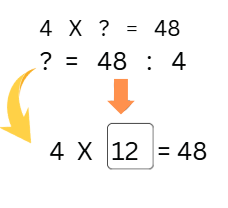 4 X ? = 48
? = 48 : 4
4 X 12 = 48